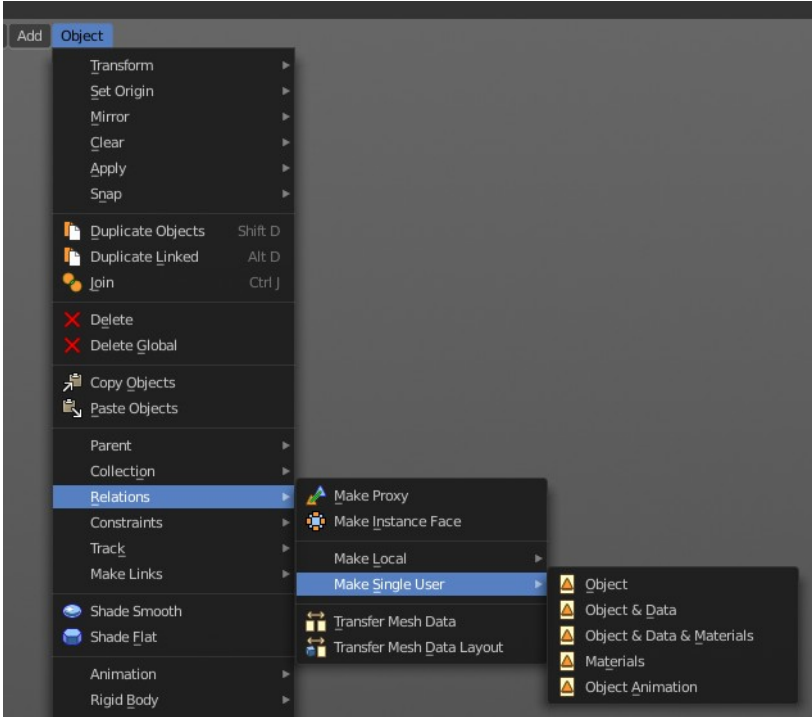 Add Object
Transform
Set Origin
Mirror
Clear
Apply
Snap
Duplicate Objects Shift D
Duplicate Linked Alt D
Join Ctrl J
Delete
Delete Global
Copy Objects
Paste Objects
Parent
Collection
Relations
Constraints
Track
Make Links
Shade Smooth
Shade Flat
Animation
Rigid Body
Make Proxy
Make Instance Face
Make Local
Make Single User
Transfer Mesh Data
Transfer Mesh Data Layout
Object
Object & Data
Object & Data & Materials
Materials
Object Animation